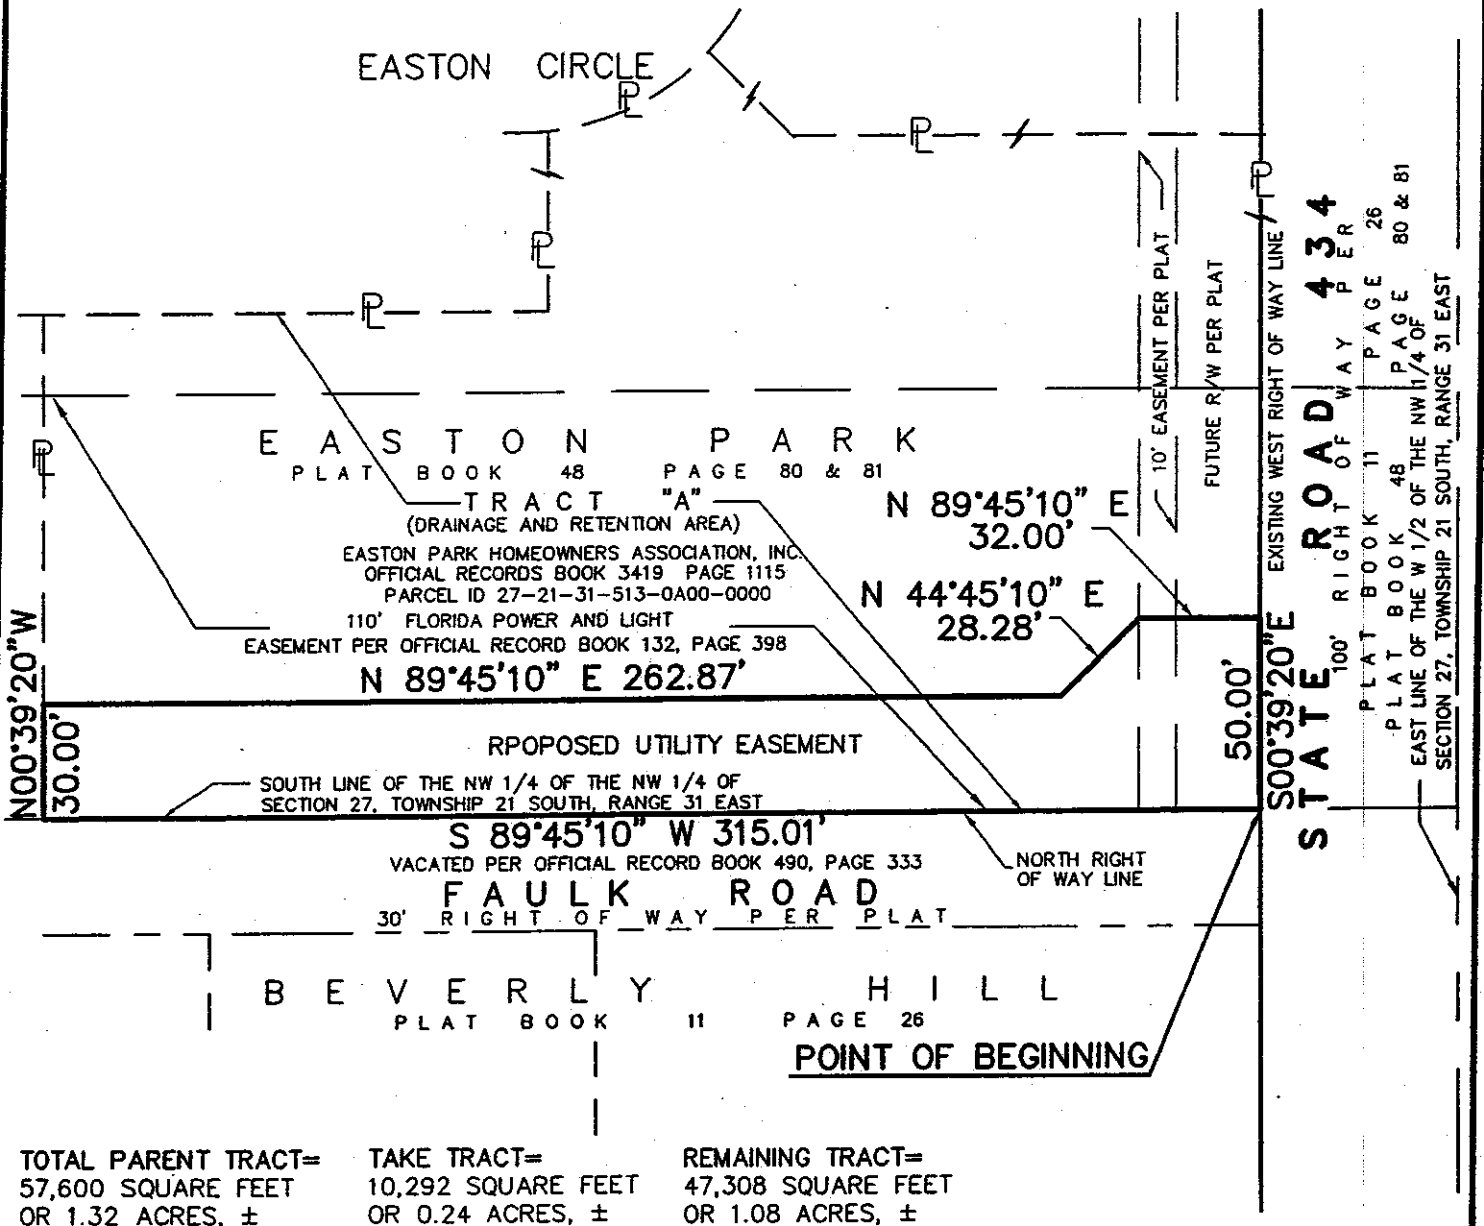 EASTON CIRCLE
PL
PL
PL
PL
PL
PL
10' EASEMENT PER PLAT
FUTURE R/W PER PLAT
EXISTING WEST RIGHT OF WAY LINE
STATE ROAD 434
100' RIGHT OF WAY PER
PLAT BOOK 11 PAGE 26
PLAT BOOK 48 PAGE 80 & 81
EAST LINE OF THE W 1/2 OF THE NW 1/4 OF
SECTION 27, TOWNSHIP 21 SOUTH, RANGE 31 EAST
EASTON PARK
PLAT BOOK 48 PAGE 80 & 81
TRACT "A"
(DRAINAGE AND RETENTION AREA)
EASTON PARK HOMEOWNERS ASSOCIATION, INC.
OFFICIAL RECORDS BOOK 3419 PAGE 1115
PARCEL ID 27-21-31-513-0A00-0000
110' FLORIDA POWER AND LIGHT
EASEMENT PER OFFICIAL RECORD BOOK 132, PAGE 398
N 89°45'10" E
32.00'
N 44°45'10" E
28.28'
N 89°45'10" E 262.87'
N00°39'20"W
30.00'
50.00'
S00°39'20"E
RPOPOSED UTILITY EASEMENT
SOUTH LINE OF THE NW 1/4 OF THE NW 1/4 OF
SECTION 27, TOWNSHIP 21 SOUTH, RANGE 31 EAST
S 89°45'10" W 315.01'
VACATED PER OFFICIAL RECORD BOOK 490, PAGE 333
FAULK ROAD
30' RIGHT OF WAY PER PLAT
NORTH RIGHT
OF WAY LINE
BEVERLY HILL
PLAT BOOK 11 PAGE 26
POINT OF BEGINNING
TOTAL PARENT TRACT=
57,600 SQUARE FEET
OR 1.32 ACRES, ±
TAKE TRACT=
10,292 SQUARE FEET
OR 0.24 ACRES, ±
REMAINING TRACT=
47,308 SQUARE FEET
OR 1.08 ACRES, ±